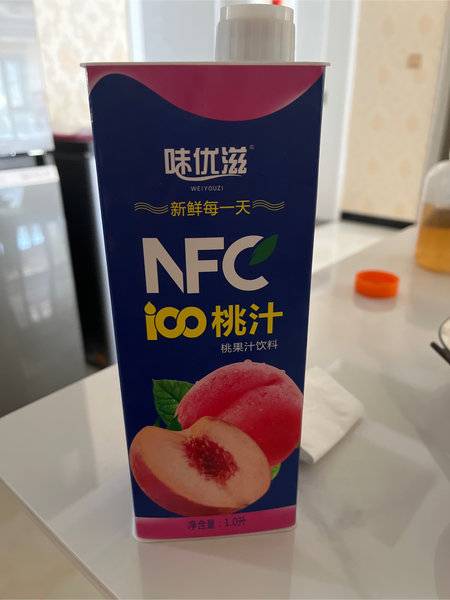 味优滋®
WEIYOUZI
新鲜每一天
NFC
100桃汁
桃果汁饮料
净含量：1.0升